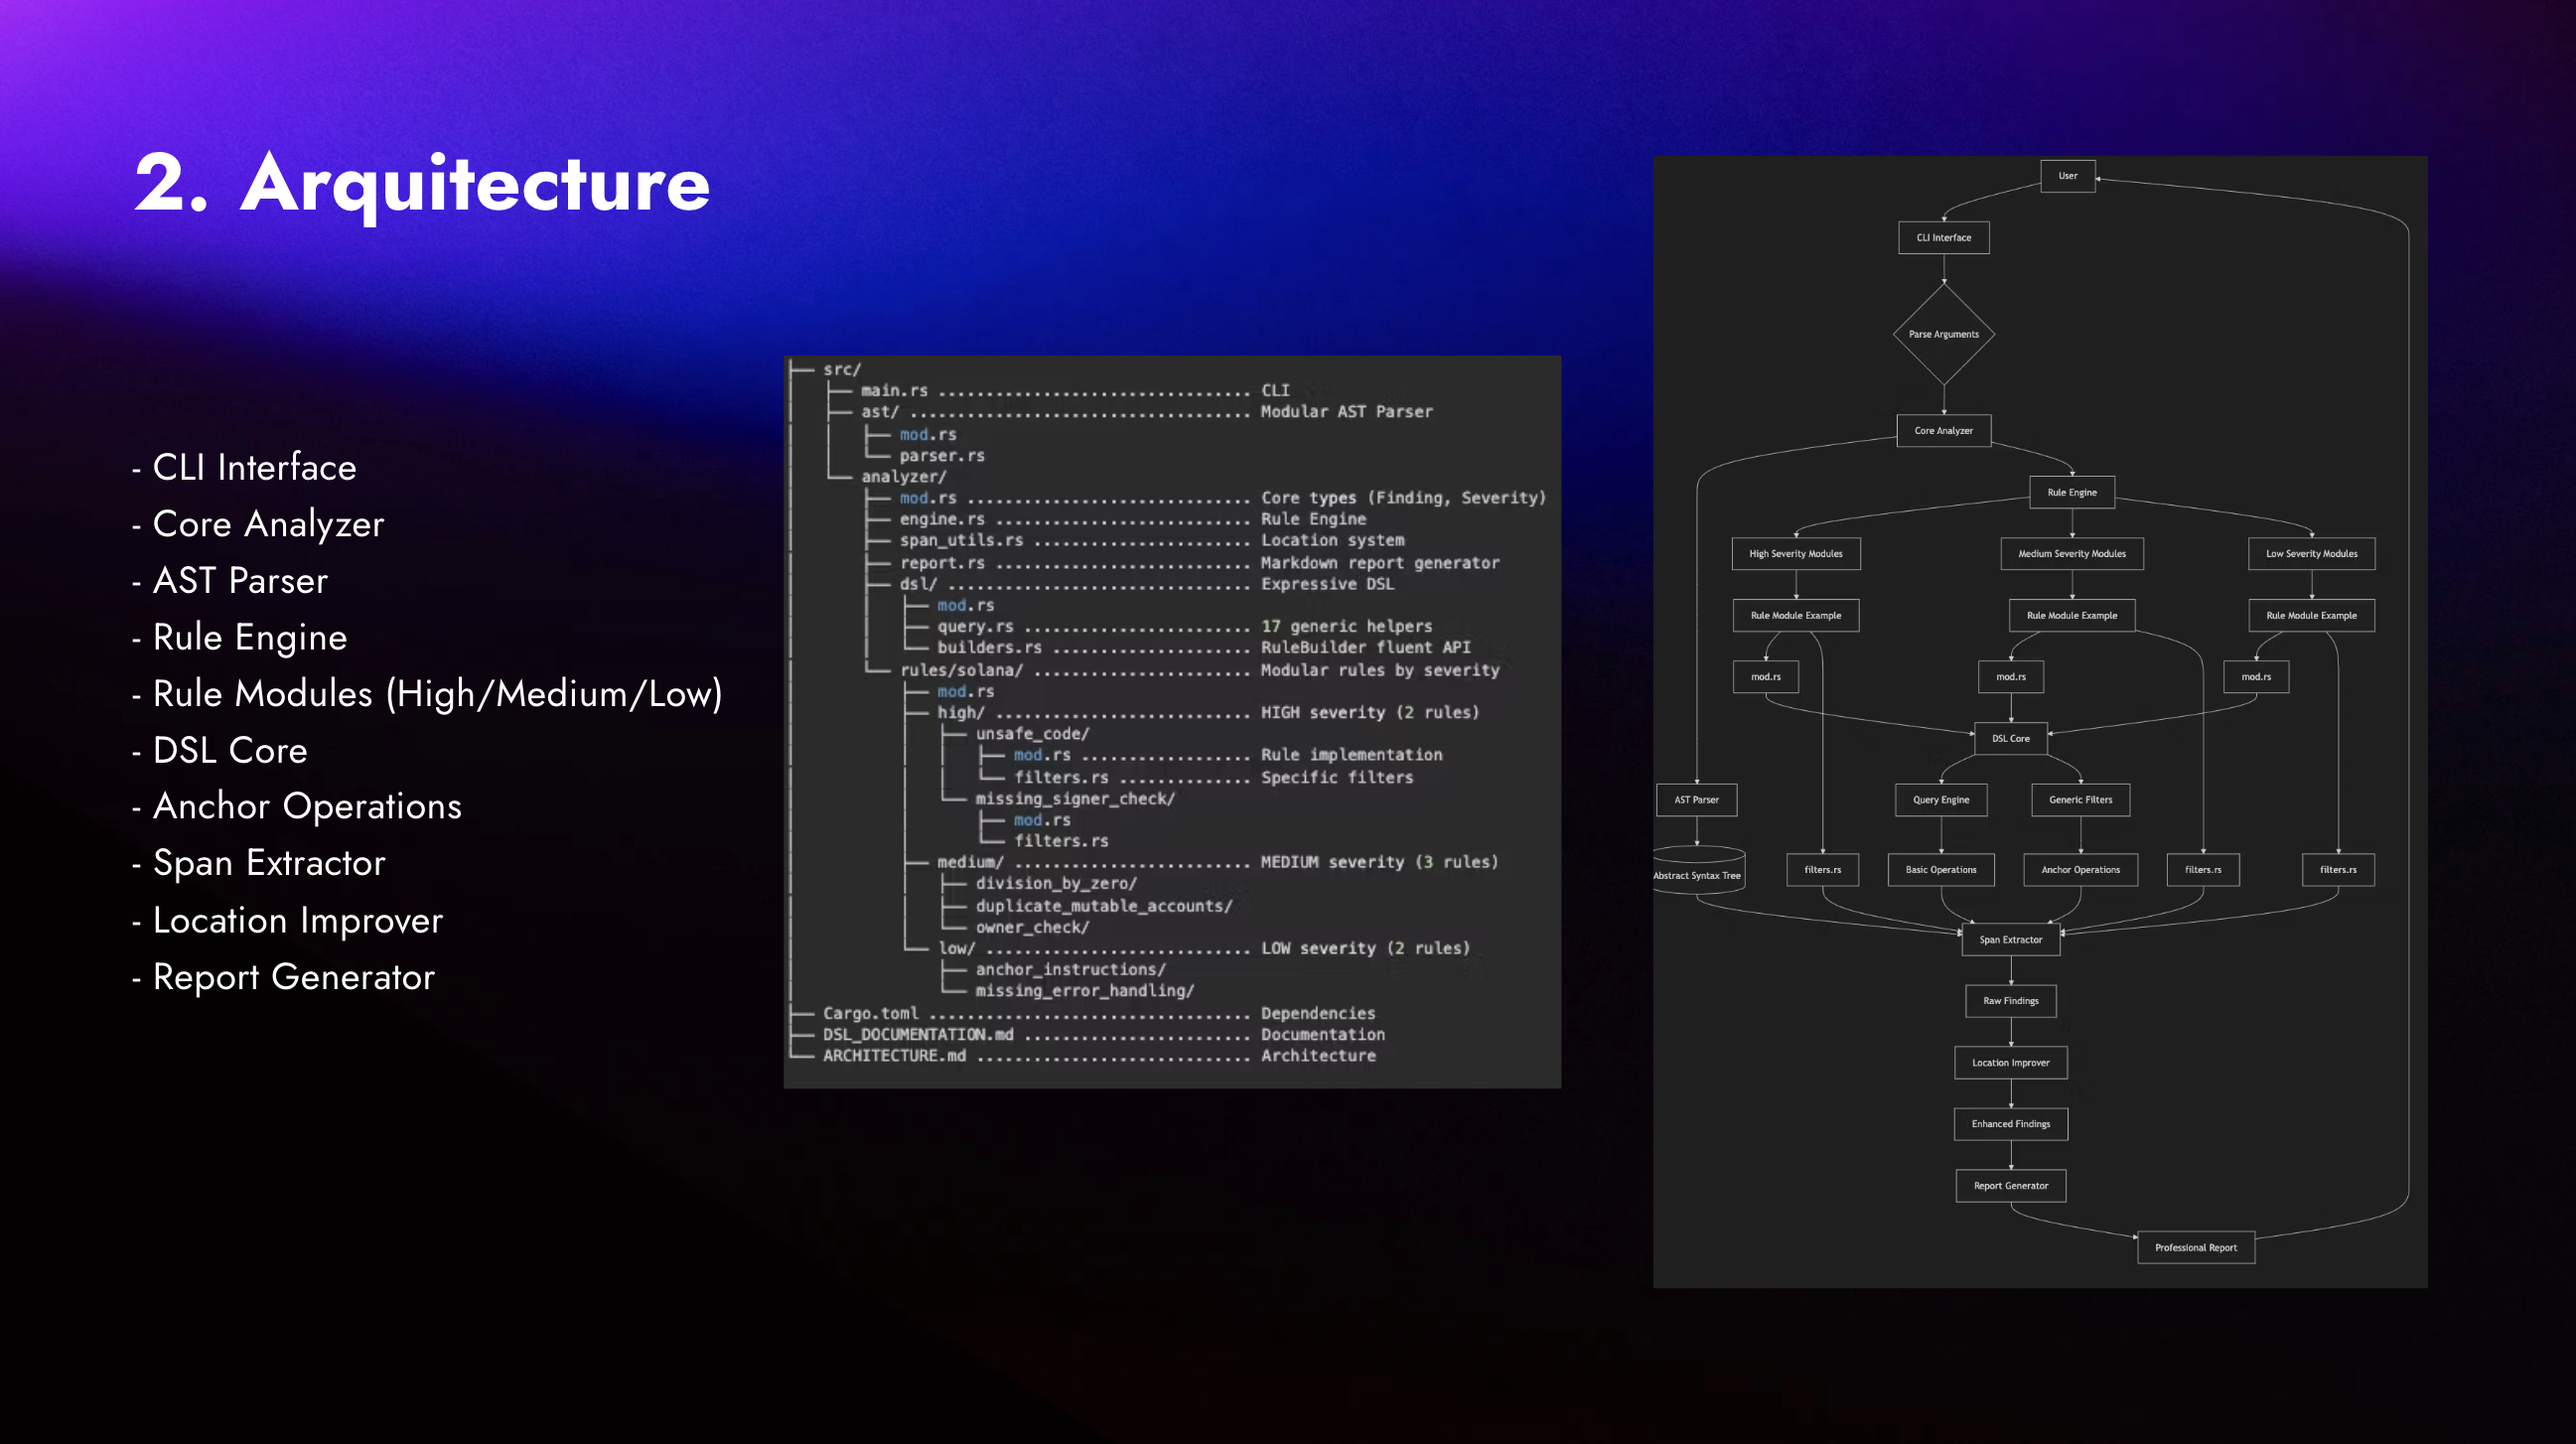 2. Arquitecture
- CLI Interface
- Core Analyzer
- AST Parser
- Rule Engine
- Rule Modules (High/Medium/Low)
- DSL Core
- Anchor Operations
- Span Extractor
- Location Improver
- Report Generator
├── src/
│   ├── main.rs ................................. CLI
│   ├── ast/ .................................... Modular AST Parser
│   │   ├── mod.rs
│   │   └── parser.rs
│   └── analyzer/
│       ├── mod.rs .............................. Core types (Finding, Severity)
│       ├── engine.rs ........................... Rule Engine
│       ├── span_utils.rs ....................... Location system
│       ├── report.rs ........................... Markdown report generator
│       ├── dsl/ ................................ Expressive DSL
│       │   ├── mod.rs
│       │   ├── query.rs ........................ 17 generic helpers
│       │   └── builders.rs ..................... RuleBuilder fluent API
│       └── rules/solana/ ....................... Modular rules by severity
│           ├── mod.rs
│           ├── high/ ........................... HIGH severity (2 rules)
│           │   ├── unsafe_code/
│           │   │   ├── mod.rs .................. Rule implementation
│           │   │   └── filters.rs .............. Specific filters
│           │   └── missing_signer_check/
│           │       ├── mod.rs
│           │       └── filters.rs
│           ├── medium/ ......................... MEDIUM severity (3 rules)
│           │   ├── division_by_zero/
│           │   ├── duplicate_mutable_accounts/
│           │   └── owner_check/
│           └── low/ ............................ LOW severity (2 rules)
│               ├── anchor_instructions/
│               └── missing_error_handling/
├── Cargo.toml .................................. Dependencies
├── DSL_DOCUMENTATION.md ........................ Documentation
└── ARCHITECTURE.md ............................. Architecture
User
CLI Interface
Parse Arguments
Core Analyzer
Rule Engine
High Severity Modules
Medium Severity Modules
Low Severity Modules
Rule Module Example
Rule Module Example
Rule Module Example
mod.rs
mod.rs
mod.rs
DSL Core
AST Parser
Query Engine
Generic Filters
Abstract Syntax Tree
filters.rs
Basic Operations
Anchor Operations
filters.rs
filters.rs
Span Extractor
Raw Findings
Location Improver
Enhanced Findings
Report Generator
Professional Report